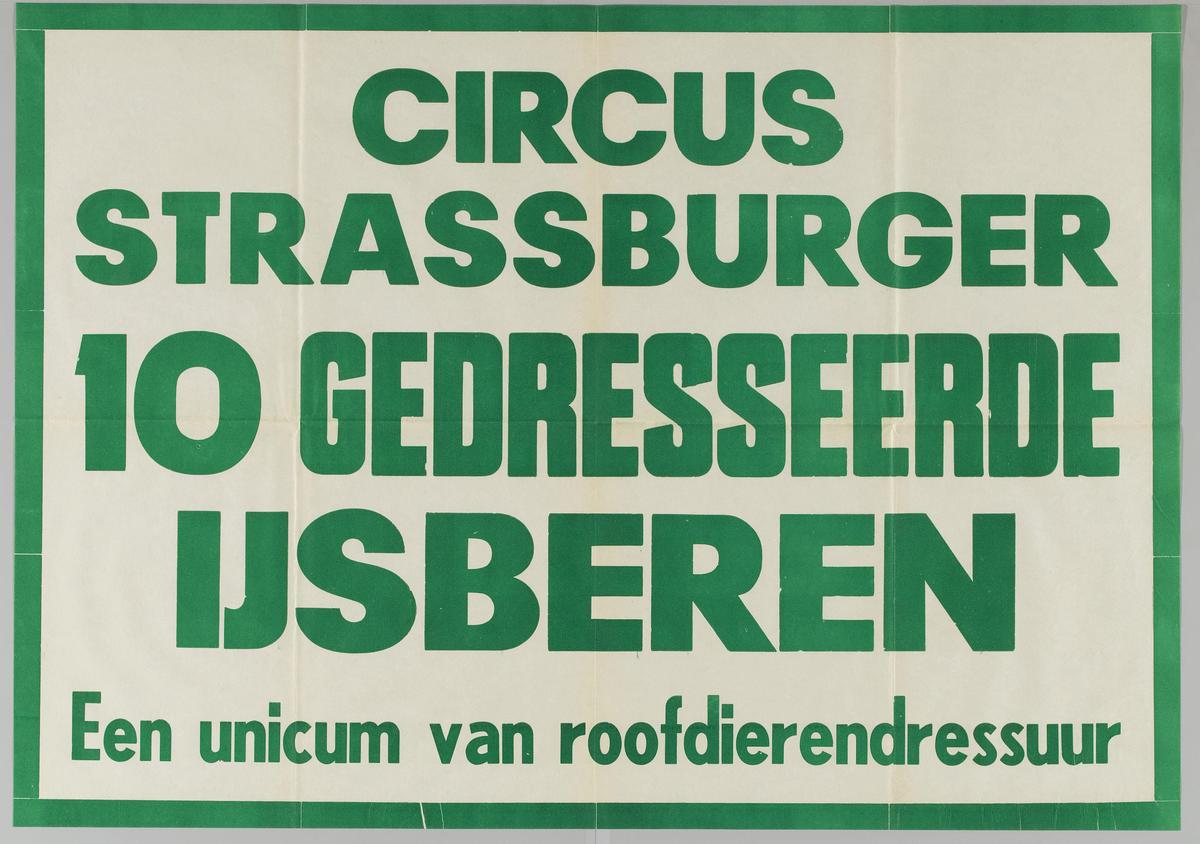 CIRCUS
STRASSBURGER
10 GEDRESSEERDE
IJSBEREN
Een unicum van roofdierendressuur